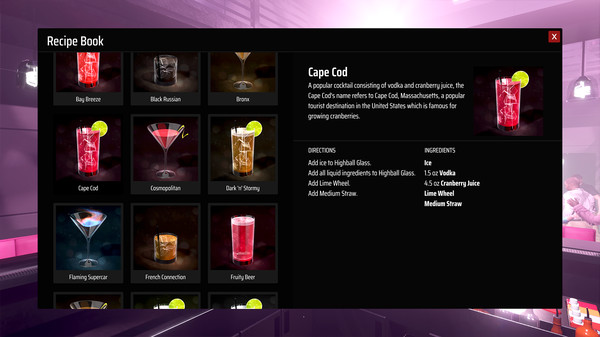 Recipe Book
X
Bay Breeze
Black Russian
Bronx
Cape Cod
Cosmopolitan
Dark 'n' Stormy
Flaming Supercar
French Connection
Fruity Beer
Cape Cod
A popular cocktail consisting of vodka and cranberry juice, the
Cape Cod's name refers to Cape Cod, Massachusetts, a popular
tourist destination in the United States which is famous for
growing cranberries.
DIRECTIONS
Add ice to Highball Glass.
Add all liquid ingredients to Highball Glass.
Add Lime Wheel.
Add Medium Straw.
INGREDIENTS
Ice
1.5 oz Vodka
4.5 oz Cranberry Juice
Lime Wheel
Medium Straw
2